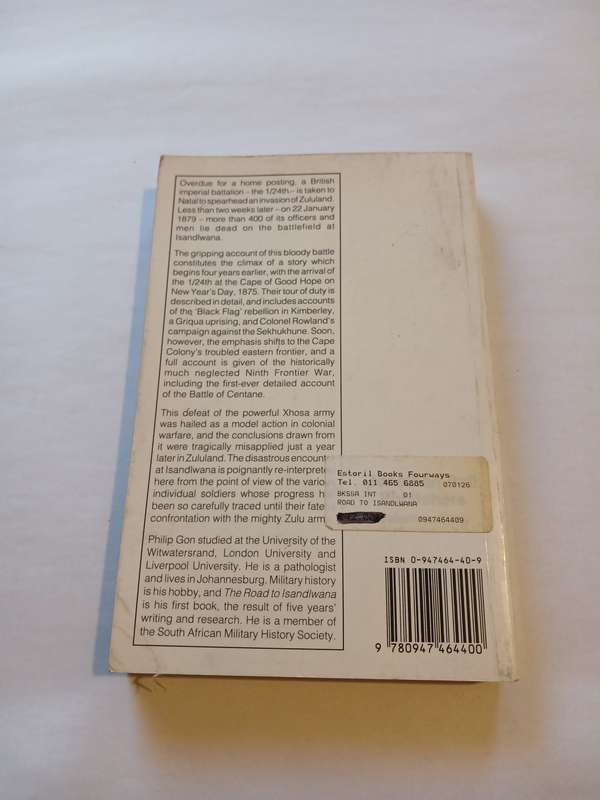 Overdue for a home posting, a British
imperial battalion – the 1/24th – is taken to
Natal to spearhead an invasion of Zululand.
Less than two weeks later – on 22 January
1879 – more than 400 of its officers and
men lie dead on the battlefield at
Isandlwana.
The gripping account of this bloody battle
constitutes the climax of a story which
begins four years earlier, with the arrival of
the 1/24th at the Cape of Good Hope on
New Year's Day, 1875. Their tour of duty is
described in detail, and includes accounts
of the 'Black Flag' rebellion in Kimberley,
a Griqua uprising, and Colonel Rowland's
campaign against the Sekhukhune. Soon,
however, the emphasis shifts to the Cape
Colony's troubled eastern frontier, and a
full account is given of the historically
much neglected Ninth Frontier War,
including the first-ever detailed account
of the Battle of Centane.
This defeat of the powerful Xhosa army
was hailed as a model action in colonial
warfare, and the conclusions drawn from
it were tragically misapplied just a year
later in Zululand. The disastrous encount
at Isandlwana is poignantly re-interprete
here from the point of view of the variou
individual soldiers whose progress h
been so carefully traced until their fate
confrontation with the mighty Zulu arm
Philip Gon studied at the University of the
Witwatersrand, London University and
Liverpool University. He is a pathologist
and lives in Johannesburg. Military history
is his hobby, and The Road to Isandlwana
is his first book, the result of five years'
writing and research. He is a member of
the South African Military History Society.
Estoril Books Fourways
Tel. 011 465 6885 070126
BKSSA INT 01
ROAD TO ISANDLWANA
0947464409
ISBN 0-947464-40-9
9 780947 464400